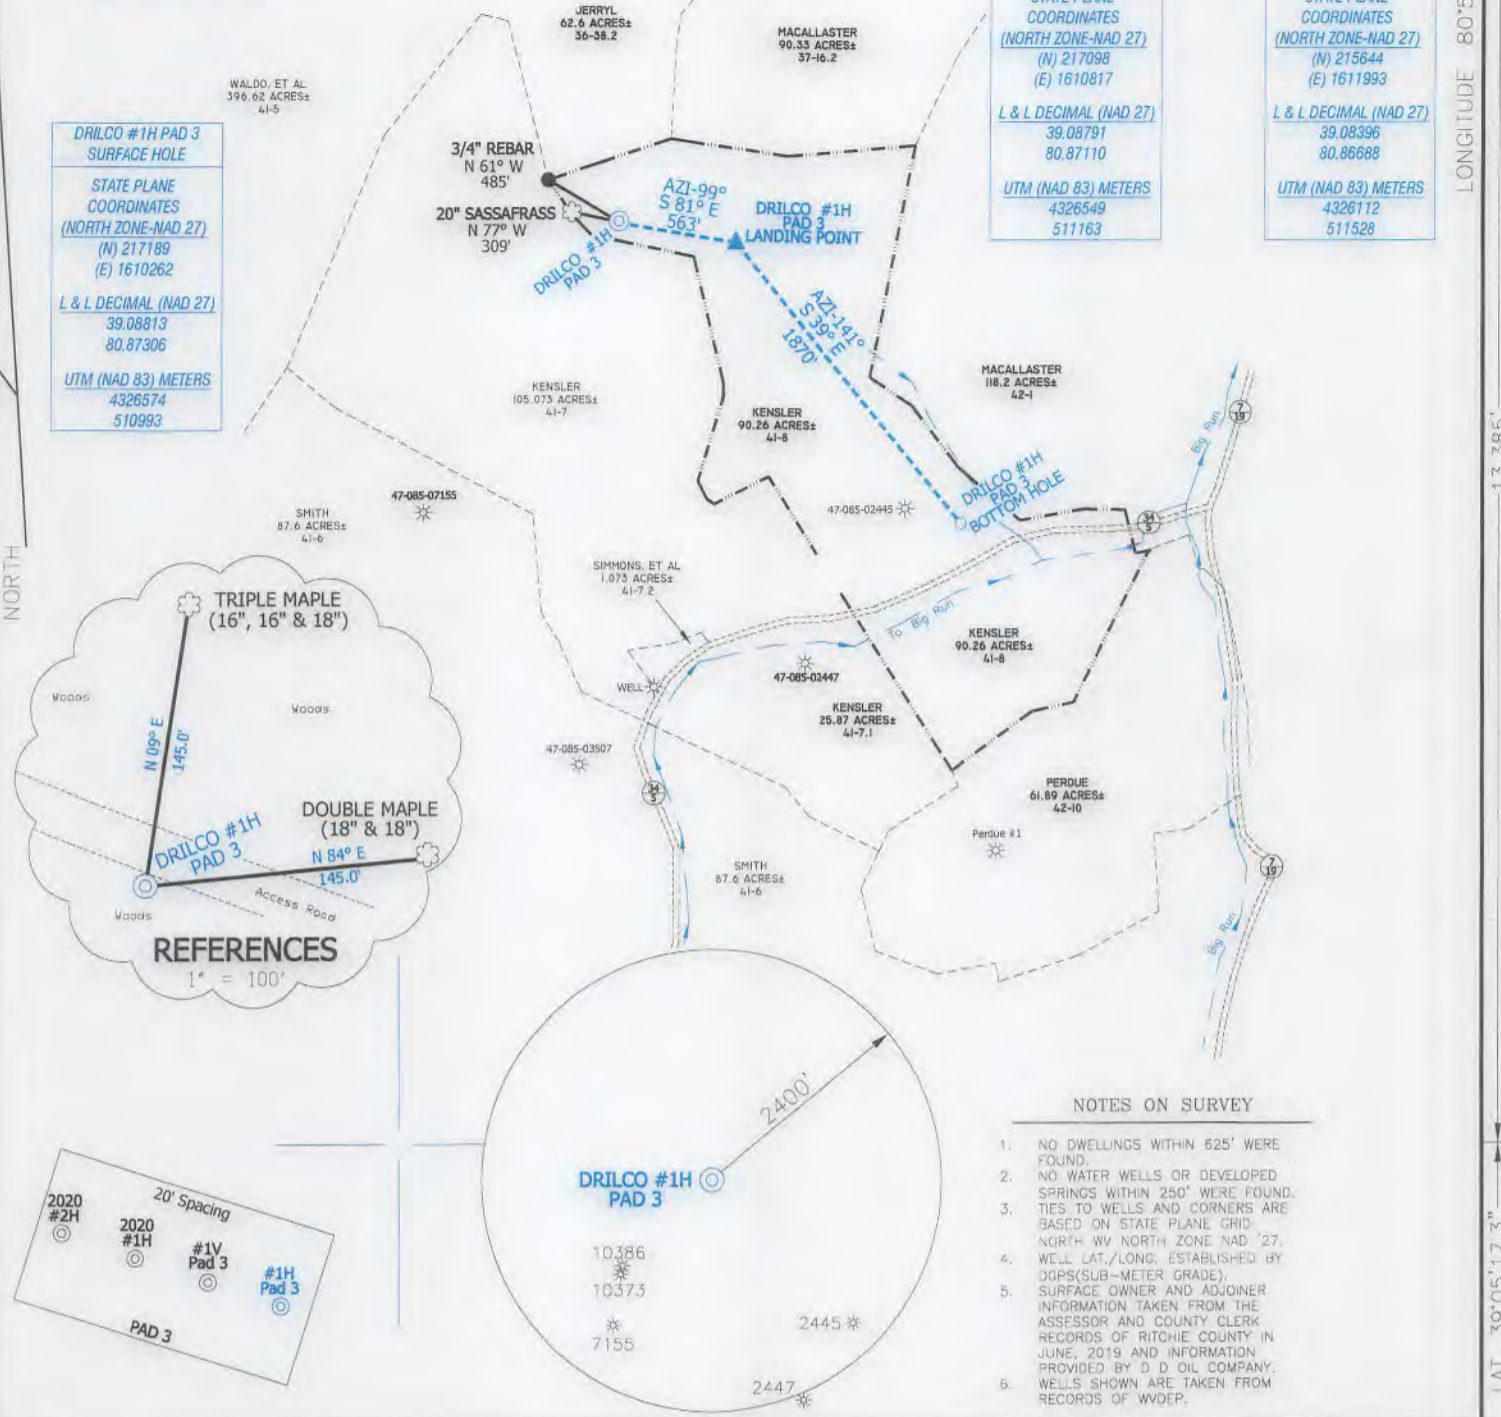 JERRYL
62.6 ACRES±
36-38.2
MACALLASTER
90.33 ACRES±
37-16.2
WALDO, ET AL
396.62 ACRES±
41-5
STATE PLANE
COORDINATES
(NORTH ZONE-NAD 27)
(N) 217098
(E) 1610817
L & L DECIMAL (NAD 27)
39.08791
80.87110
UTM (NAD 83) METERS
4326549
511163
STATE PLANE
COORDINATES
(NORTH ZONE-NAD 27)
(N) 215644
(E) 1611993
L & L DECIMAL (NAD 27)
39.08396
80.86688
UTM (NAD 83) METERS
4326112
511528
LONGITUDE 80°5
DRILCO #1H PAD 3
SURFACE HOLE
STATE PLANE
COORDINATES
(NORTH ZONE-NAD 27)
(N) 217189
(E) 1610262
L & L DECIMAL (NAD 27)
39.08813
80.87306
UTM (NAD 83) METERS
4326574
510993
3/4" REBAR
N 61° W
485'
20" SASSAFRASS
N 77° W
309'
AZI-99°
S 81° E
563'
DRILCO #1H
PAD 3
LANDING POINT
DRILCO #1H
PAD 3
AZI-141°
S 39° E
1870'
MACALLASTER
118.2 ACRES±
42-1
KENSLER
105.073 ACRES±
41-7
KENSLER
90.26 ACRES±
41-8
7
19
Big Run
13,385'
DRILCO #1H
PAD 3
BOTTOM HOLE
47-085-07155
47-085-02445
SMITH
87.6 ACRES±
41-6
34
5
NORTH
SIMMONS, ET AL
1.073 ACRES±
41-7.2
To Big Run
KENSLER
90.26 ACRES±
41-8
WELL
47-085-02447
KENSLER
25.87 ACRES±
41-7.1
47-085-03507
34
5
PERDUE
61.89 ACRES±
42-10
Perdue #1
SMITH
87.6 ACRES±
41-6
7
19
Big Run
TRIPLE MAPLE
(16", 16" & 18")
Woods
Woods
N 09° E
145.0'
DOUBLE MAPLE
(18" & 18")
DRILCO #1H
PAD 3
N 84° E
145.0'
Access Road
Woods
REFERENCES
1" = 100'
2400'
DRILCO #1H
PAD 3
10386
10373
7155
2445
2447
20' Spacing
2020
#2H
2020
#1H
#1V
Pad 3
#1H
Pad 3
PAD 3
NOTES ON SURVEY
1. NO DWELLINGS WITHIN 625' WERE
FOUND.
2. NO WATER WELLS OR DEVELOPED
SPRINGS WITHIN 250' WERE FOUND.
3. TIES TO WELLS AND CORNERS ARE
BASED ON STATE PLANE GRID
NORTH WV NORTH ZONE NAD '27.
4. WELL LAT./LONG. ESTABLISHED BY
DGPS(SUB-METER GRADE).
5. SURFACE OWNER AND ADJOINER
INFORMATION TAKEN FROM THE
ASSESSOR AND COUNTY CLERK
RECORDS OF RITCHIE COUNTY IN
JUNE, 2019 AND INFORMATION
PROVIDED BY D D OIL COMPANY.
6. WELLS SHOWN ARE TAKEN FROM
RECORDS OF WVDEP.
LAT. 39°05'17.3"